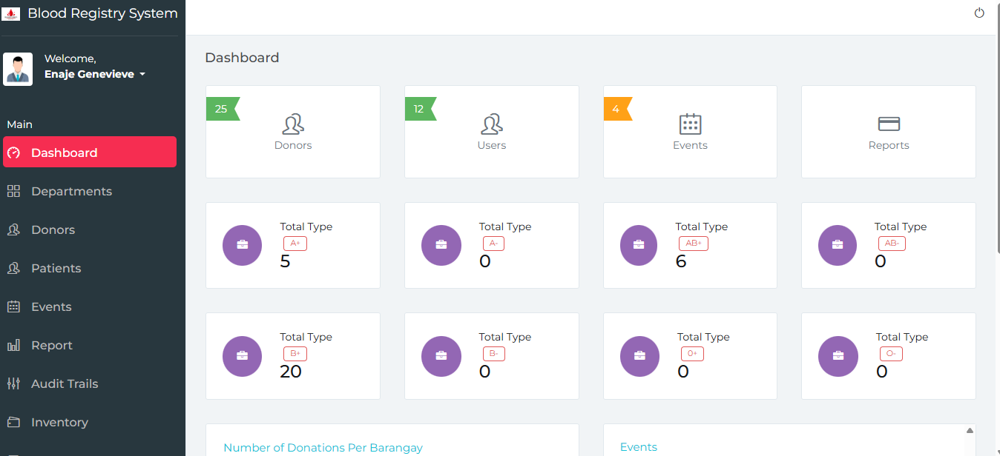 Blood Registry System
Welcome,
Enaje Genevieve
Main
Dashboard
Departments
Donors
Patients
Events
Report
Audit Trails
Inventory
Dashboard
25
Donors
12
Users
4
Events
Reports
Total Type
A+
5
Total Type
A-
0
Total Type
AB+
6
Total Type
AB-
0
Total Type
B+
20
Total Type
B-
0
Total Type
0+
0
Total Type
O-
0
Number of Donations Per Barangay
Events